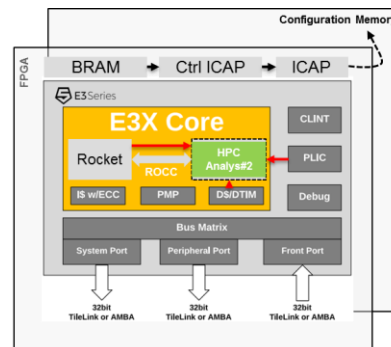 Configuration Memor
FPGA
BRAM
Ctrl ICAP
ICAP
E3Series
E3X Core
CLINT
Rocket
ROCC
HPC
Analys#2
PLIC
I$ w/ECC
PMP
D$/DTIM
Debug
Bus Matrix
System Port
Peripheral Port
Front Port
32bit
TileLink or AMBA
32bit
TileLink or AMBA
32bit
TileLink or AMBA